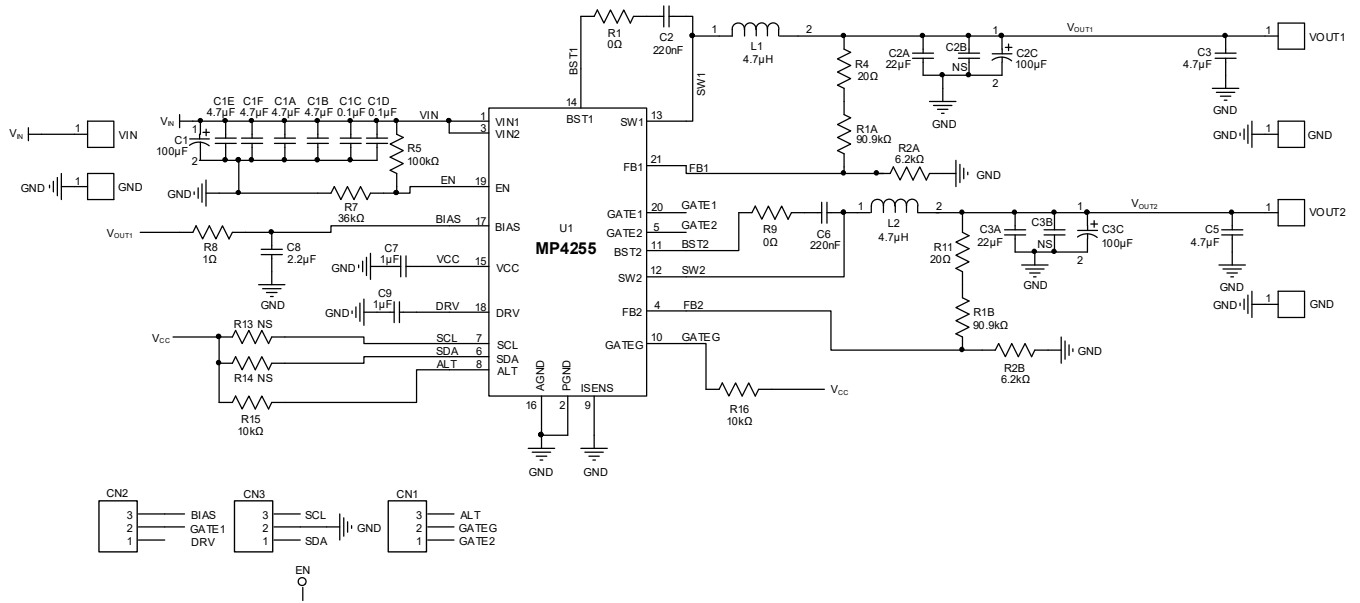 R1
0Ω
C2
220nF
BST1
SW1
1
L1
4.7µH
2
R4
20Ω
C2A
22µF
C2B
NS
1
C2C
100µF
2
VOUT1
C3
4.7µF
1
VOUT1
GND
GND
1
GND
VIN
1
VIN
GND
1
GND
VIN
1
C1
100µF
2
C1E
4.7µF
C1F
4.7µF
C1A
4.7µF
C1B
4.7µF
C1C
0.1µF
C1D
0.1µF
VIN
R5
100kΩ
GND
R7
36kΩ
EN
1
VIN1
3
VIN2
14
BST1
13
SW1
R1A
90.9kΩ
R2A
6.2kΩ
GND
21
FB1
FB1
19
EN
BIAS
17
BIAS
VOUT1
R8
1Ω
C8
2.2µF
GND
C7
1µF
GND
VCC
15
VCC
C9
1µF
GND
DRV
18
DRV
U1
MP4255
GATE1
20
GATE1
GATE2
5
GATE2
BST2
11
BST2
SW2
12
SW2
FB2
4
FB2
GATEG
10
GATEG
R9
0Ω
C6
220nF
1
L2
4.7µH
2
R11
20Ω
C3A
22µF
C3B
NS
1
C3C
100µF
2
GND
VOUT2
C5
4.7µF
GND
1
VOUT2
GND
1
GND
R1B
90.9kΩ
R2B
6.2kΩ
GND
VCC
R13 NS
R14 NS
R15
10kΩ
SCL
7
SCL
SDA
6
SDA
ALT
8
ALT
AGND
PGND
ISENS
16
2
9
GND
GND
R16
10kΩ
VCC
CN2
3
BIAS
2
GATE1
1
DRV
CN3
3
SCL
2
GND
1
SDA
CN1
3
ALT
2
GATEG
1
GATE2
EN